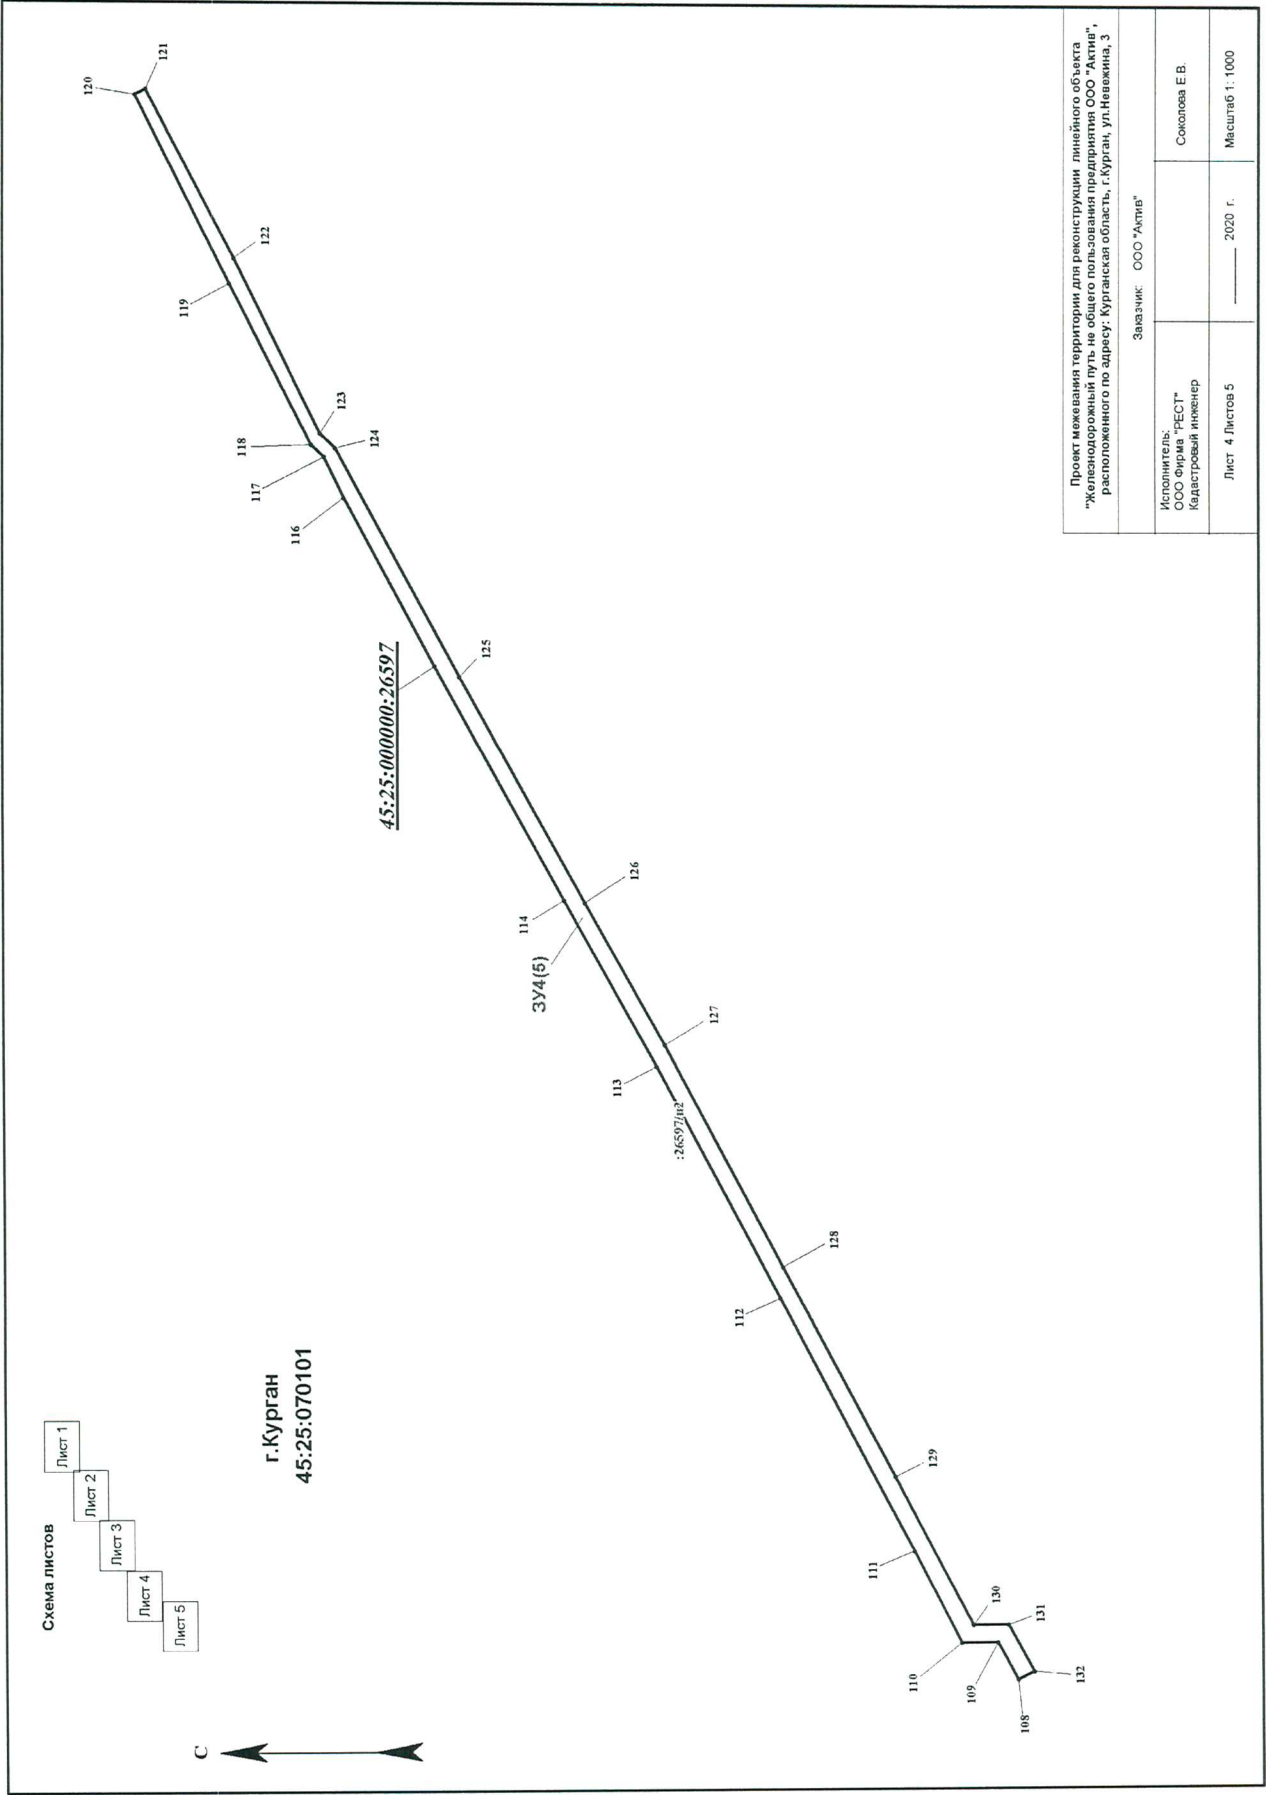 Схема листов
Лист 1
Лист 2
Лист 3
Лист 4
Лист 5
С
г.Курган
45:25:070101
120
121
122
119
123
118
124
117
116
45:25:000000:26597
125
114
126
ЗУ4(5)
127
113
:26597/п2
128
112
129
111
130
131
110
109
132
108
Проект межевания территории для реконструкции линейного объекта
"Железнодорожный путь не общего пользования предприятия ООО "Актив",
расположенного по адресу: Курганская область, г.Курган, ул.Невежина, 3
Заказчик: ООО "Актив"
Исполнитель:
ООО Фирма "РЕСТ"
Кадастровый инженер
Соколова Е.В.
Лист 4 Листов 5
______ 2020 г.
Масштаб 1: 1000